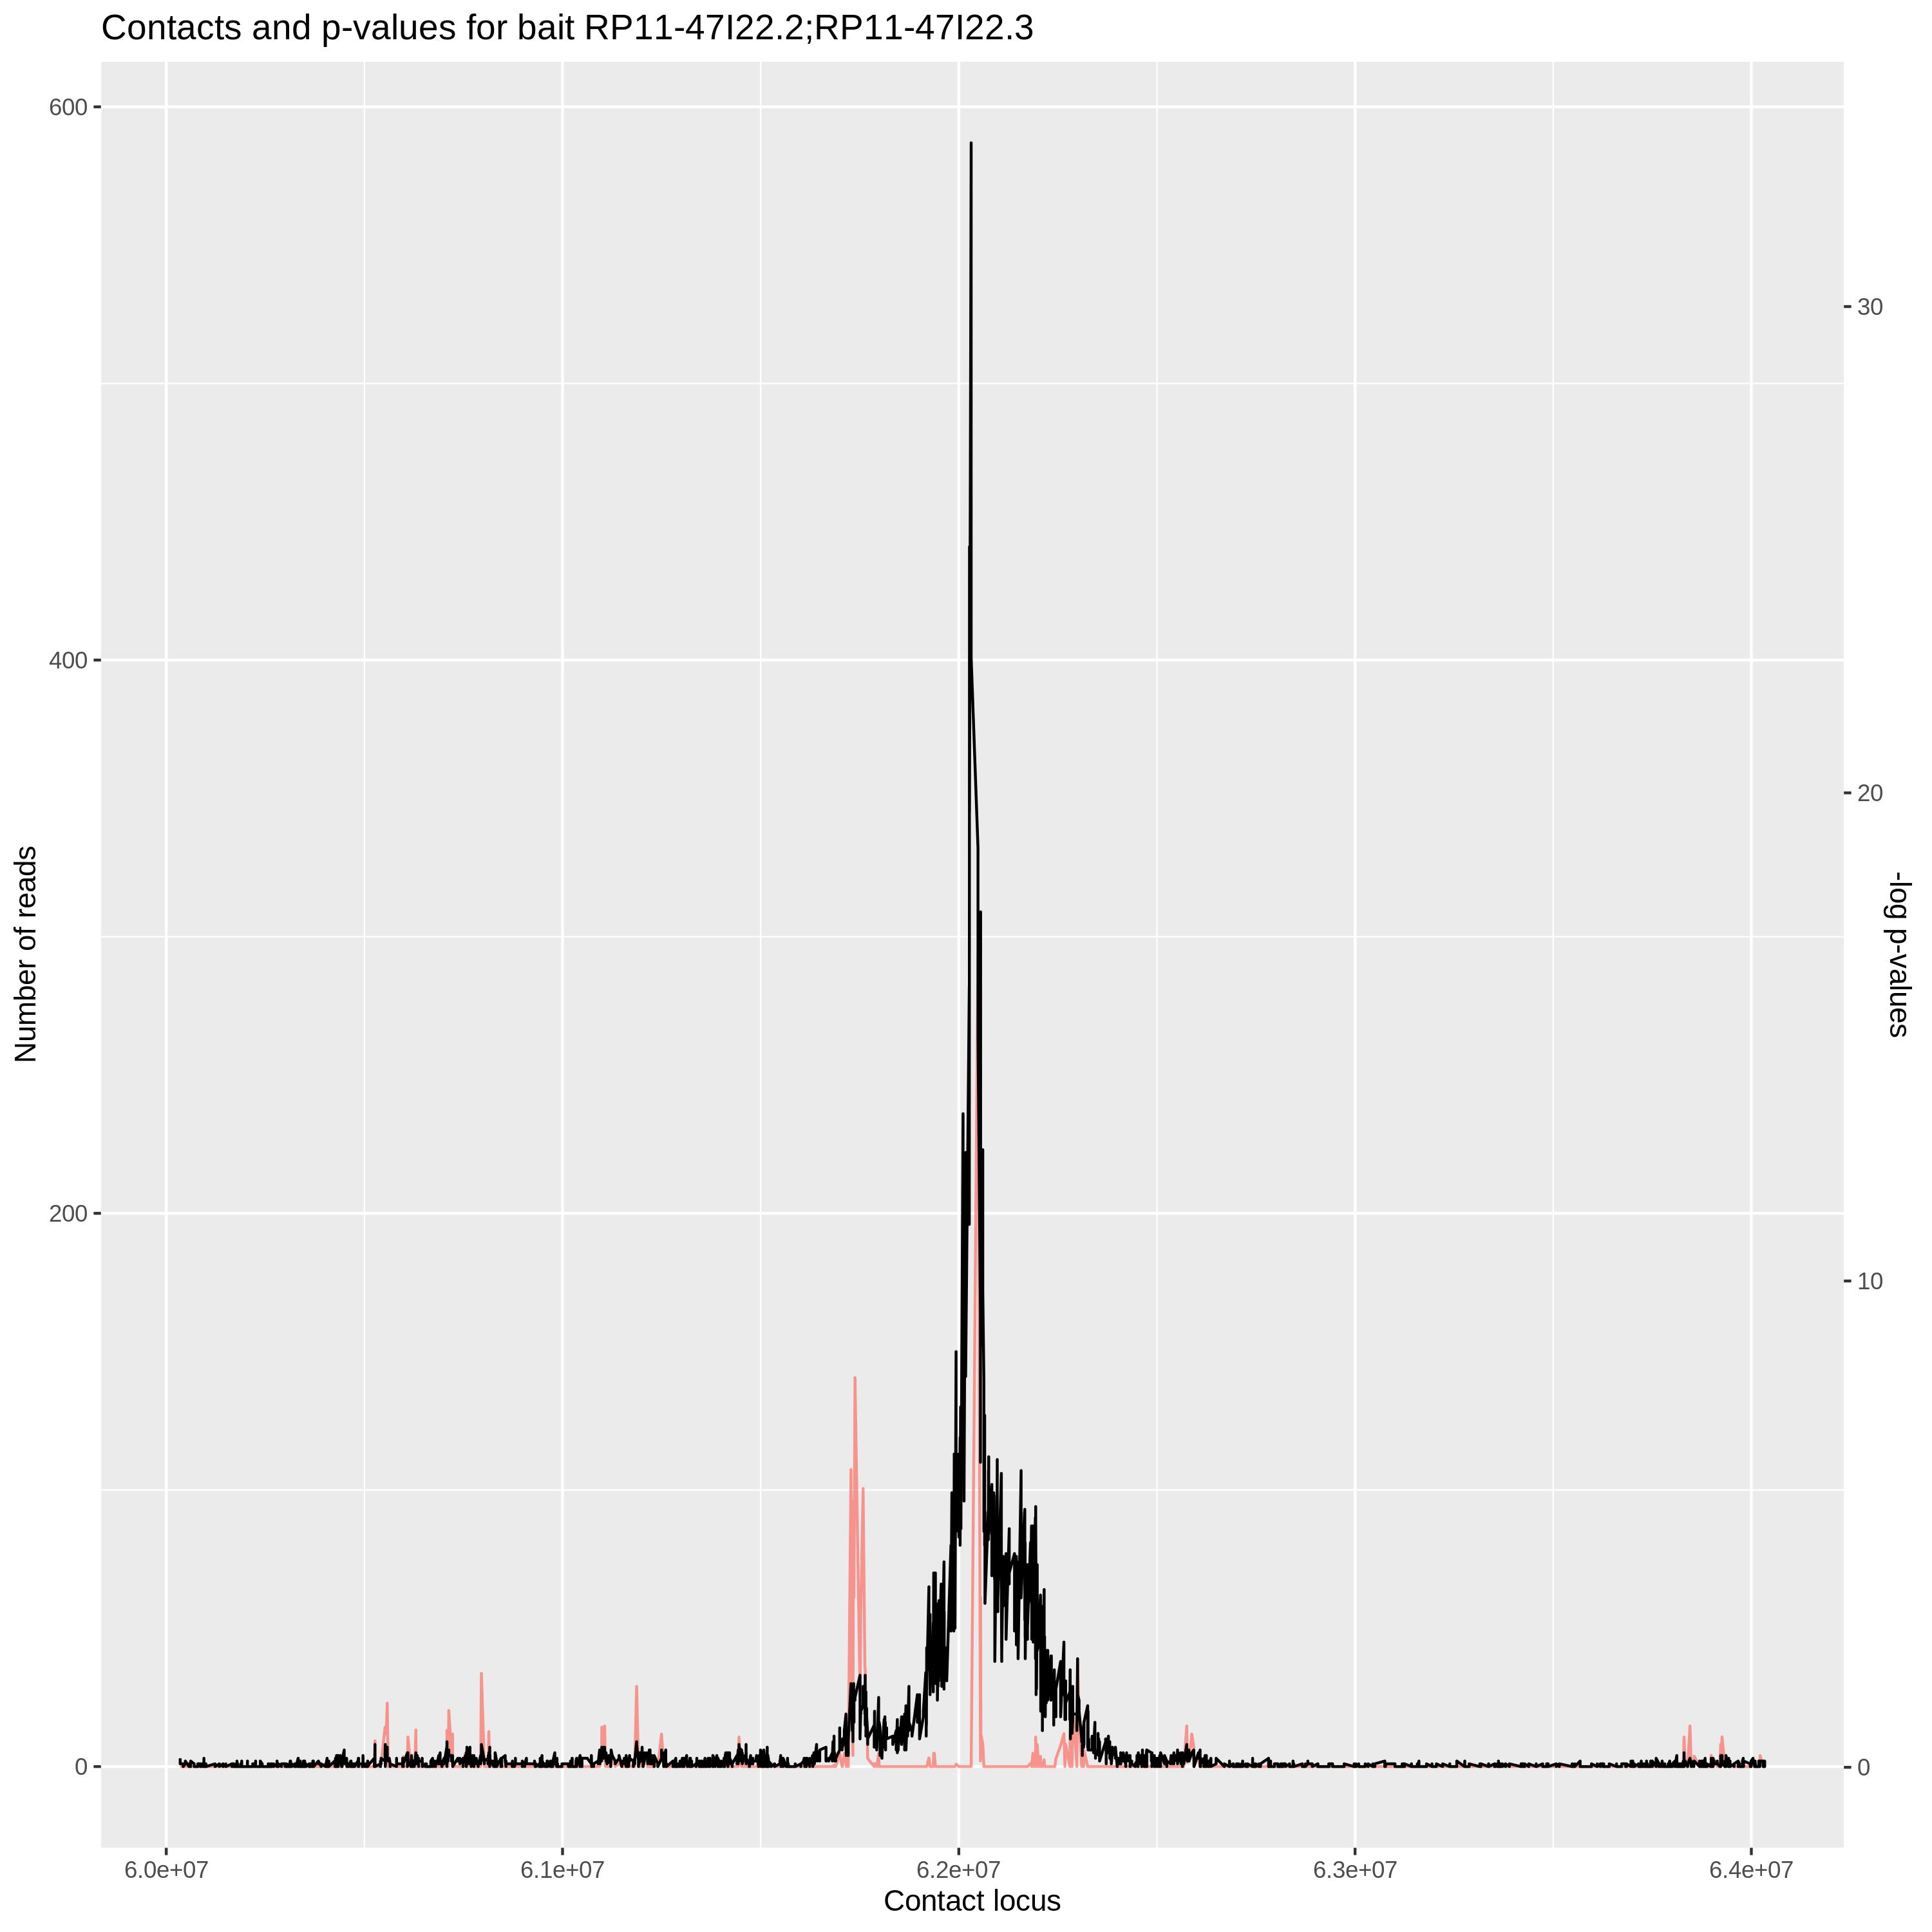 Contacts and p-values for bait RP11-47I22.2;RP11-47I22.3
600
400
200
0
Number of reads
30
20
10
0
-log p-values
6.0e+07 6.1e+07 6.2e+07 6.3e+07 6.4e+07
Contact locus